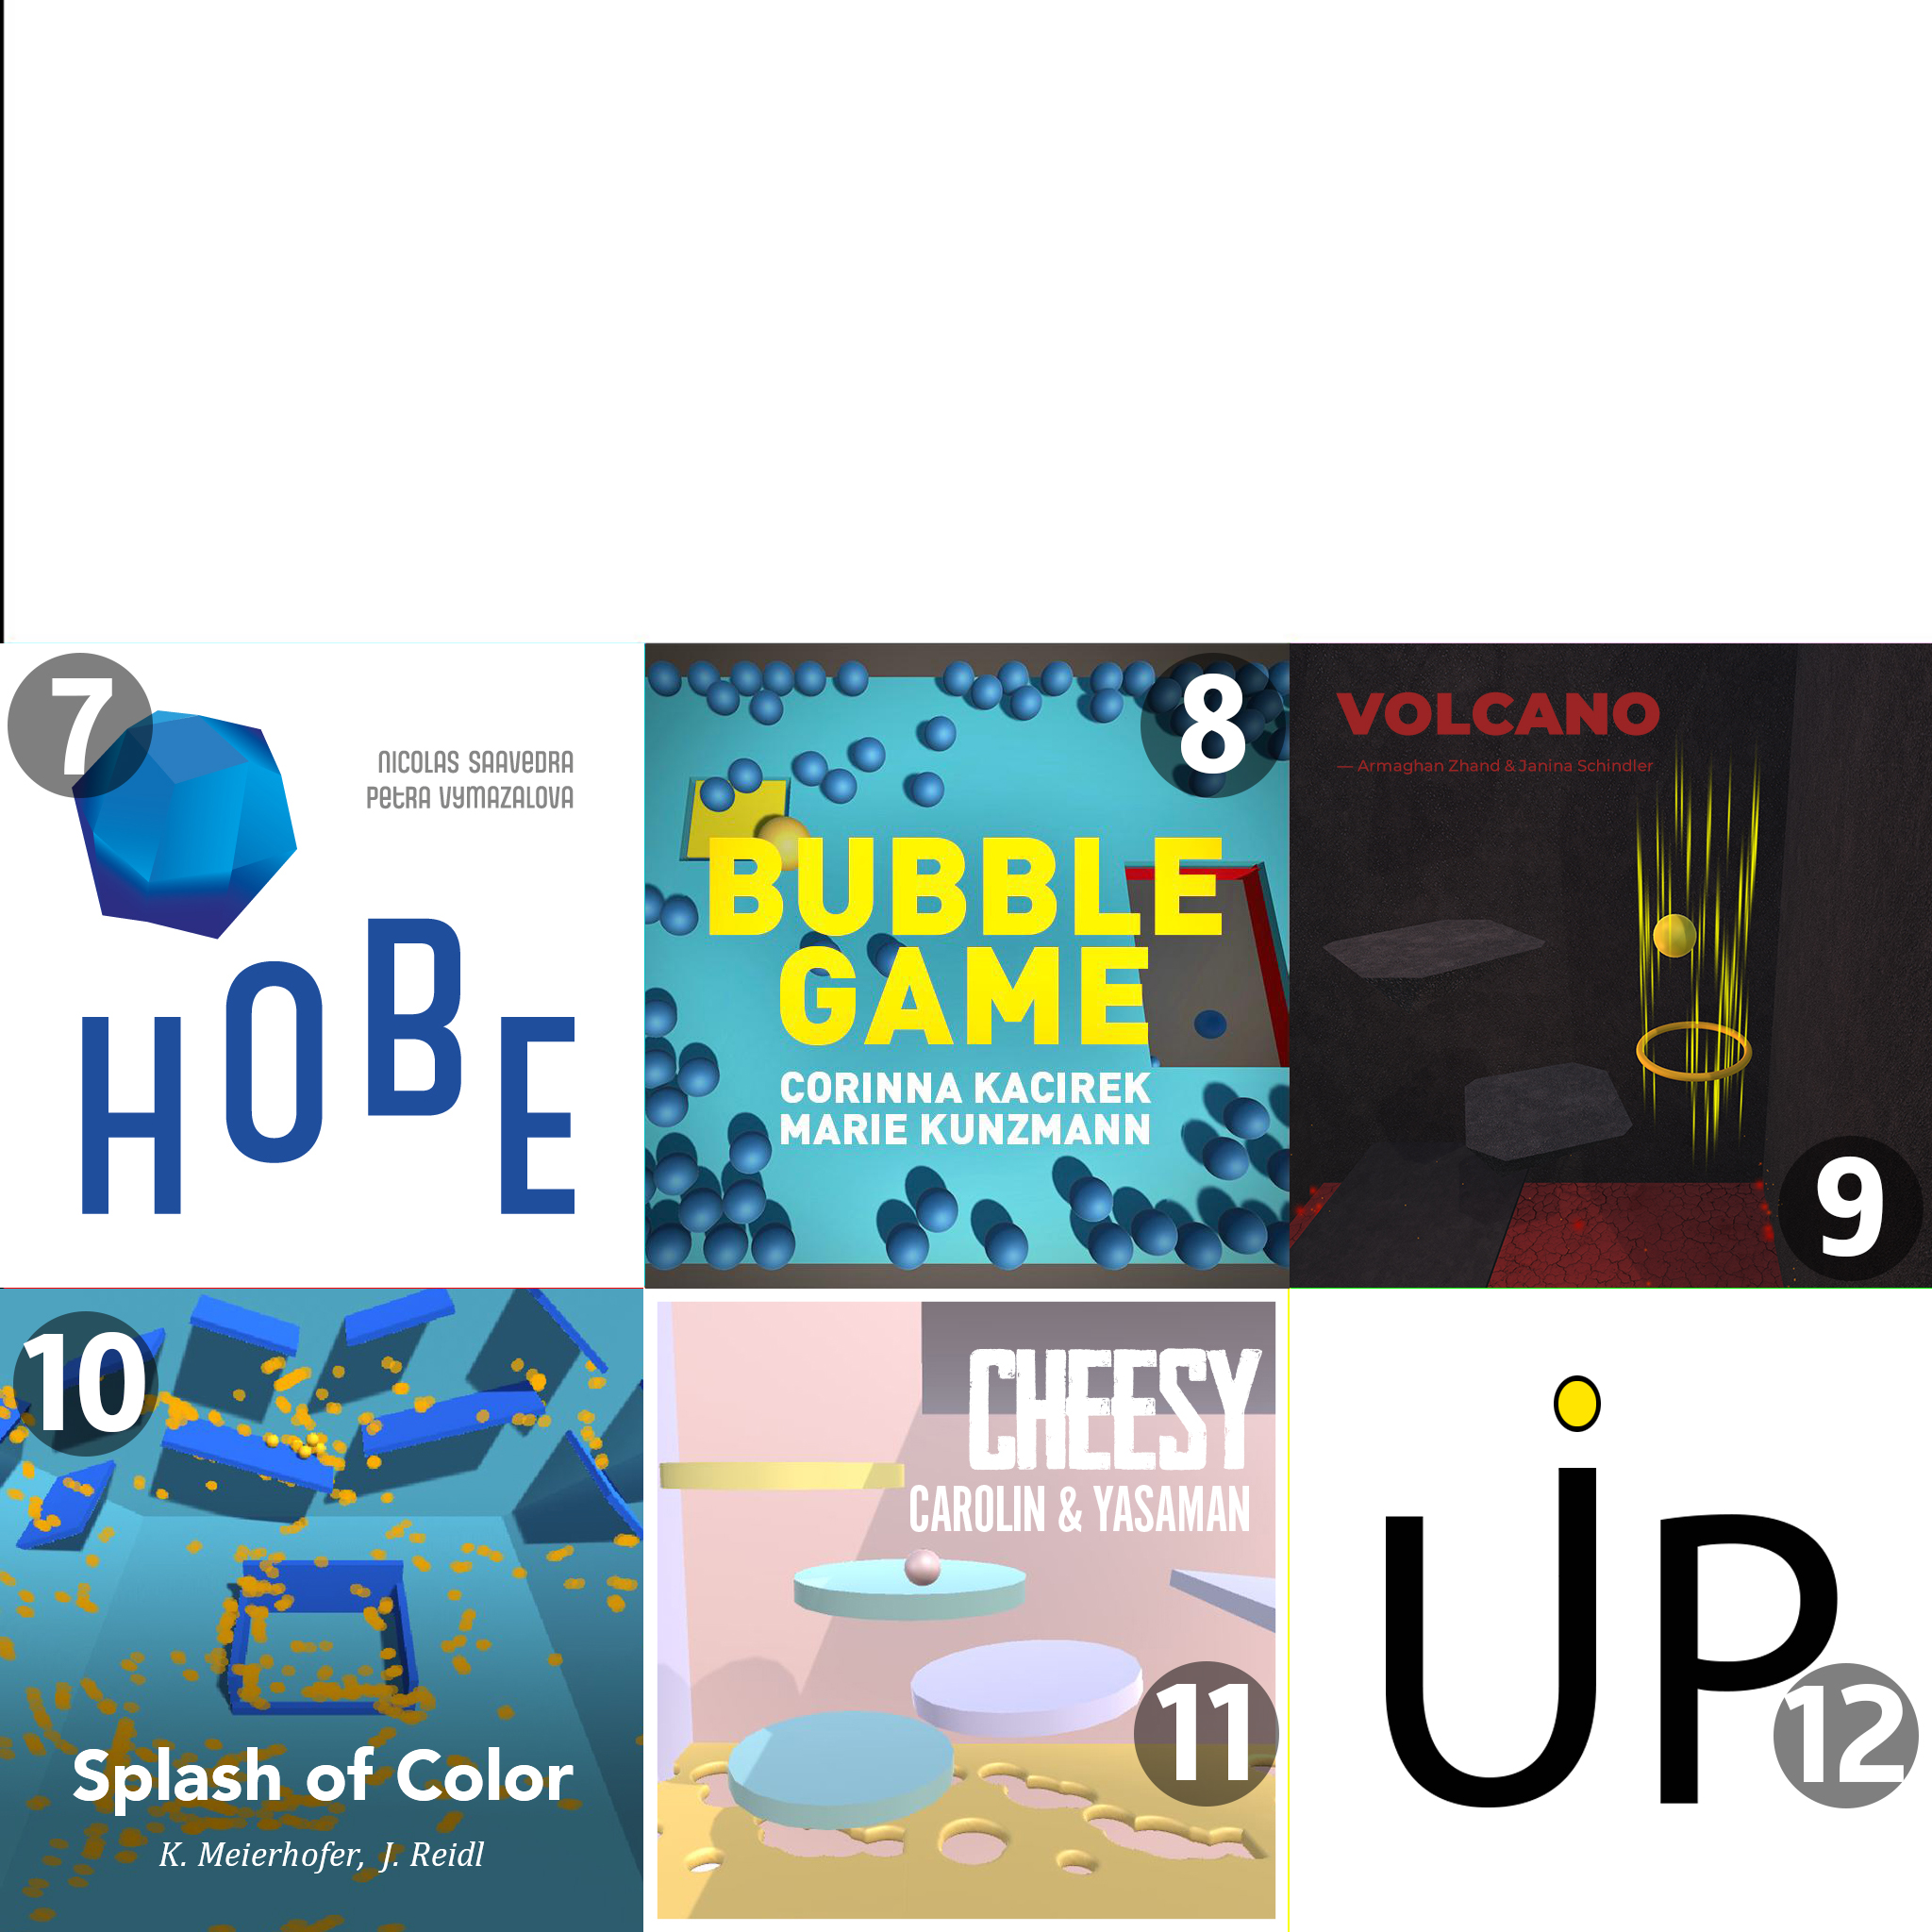 7
NICOLAS SAAVEDRA
PETRA VYMAZALOVA
HOBE
8
BUBBLE
GAME
CORINNA KACIREK
MARIE KUNZMANN
VOLCANO
— Armaghan Zhand & Janina Schindler
9
10
Splash of Color
K. Meierhofer, J. Reidl
CHEESY
CAROLIN & YASAMAN
11
UP
12